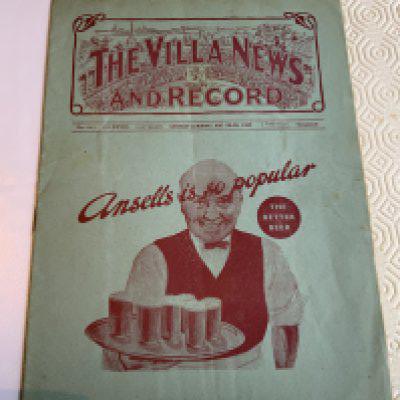 THE VILLA NEWS
AND RECORD
Ansells is so popular
THE
BETTER
BEER